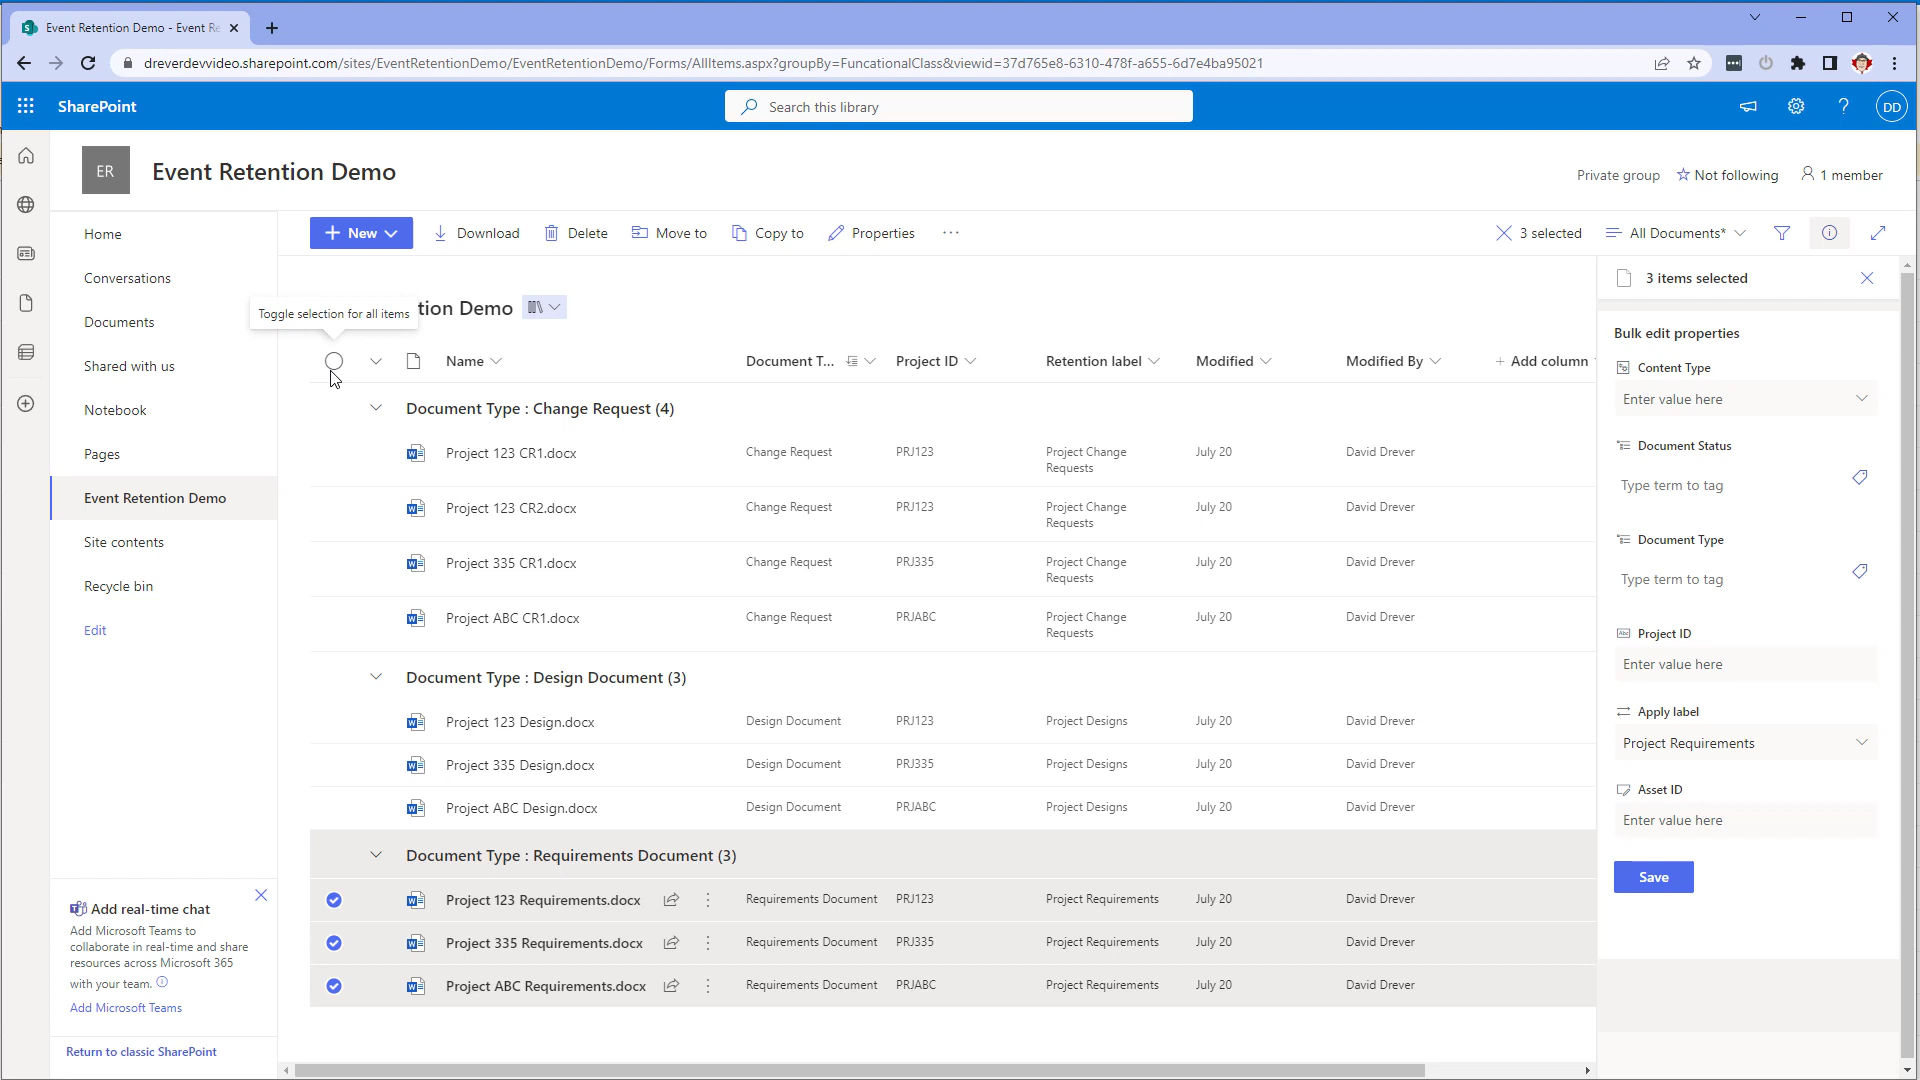 Event Retention Demo - Event Re
dreverdevvideo.sharepoint.com/sites/EventRetentionDemo/EventRetentionDemo/Forms/AllItems.aspx?groupBy=FuncationalClass&viewid=37d765e8-6310-478f-a655-6d7e4ba95021
SharePoint
Search this library
DD
ER
Event Retention Demo
Private group
Not following
1 member
Home
Conversations
Documents
Shared with us
Notebook
Pages
Event Retention Demo
Site contents
Recycle bin
Edit
New
Download
Delete
Move to
Copy to
Properties
3 selected
All Documents*
tion Demo
Toggle selection for all items
Name
Document T...
Project ID
Retention label
Modified
Modified By
Add column
Document Type : Change Request (4)
Project 123 CR1.docx
Change Request
PRJ123
Project Change
Requests
July 20
David Drever
Project 123 CR2.docx
Change Request
PRJ123
Project Change
Requests
July 20
David Drever
Project 335 CR1.docx
Change Request
PRJ335
Project Change
Requests
July 20
David Drever
Project ABC CR1.docx
Change Request
PRJABC
Project Change
Requests
July 20
David Drever
Document Type : Design Document (3)
Project 123 Design.docx
Design Document
PRJ123
Project Designs
July 20
David Drever
Project 335 Design.docx
Design Document
PRJ335
Project Designs
July 20
David Drever
Project ABC Design.docx
Design Document
PRJABC
Project Designs
July 20
David Drever
Document Type : Requirements Document (3)
Project 123 Requirements.docx
Requirements Document
PRJ123
Project Requirements
July 20
David Drever
Project 335 Requirements.docx
Requirements Document
PRJ335
Project Requirements
July 20
David Drever
Project ABC Requirements.docx
Requirements Document
PRJABC
Project Requirements
July 20
David Drever
3 items selected
Bulk edit properties
Content Type
Enter value here
Document Status
Type term to tag
Document Type
Type term to tag
Project ID
Enter value here
Apply label
Project Requirements
Asset ID
Enter value here
Save
Add real-time chat
Add Microsoft Teams to
collaborate in real-time and share
resources across Microsoft 365
with your team.
Add Microsoft Teams
Return to classic SharePoint